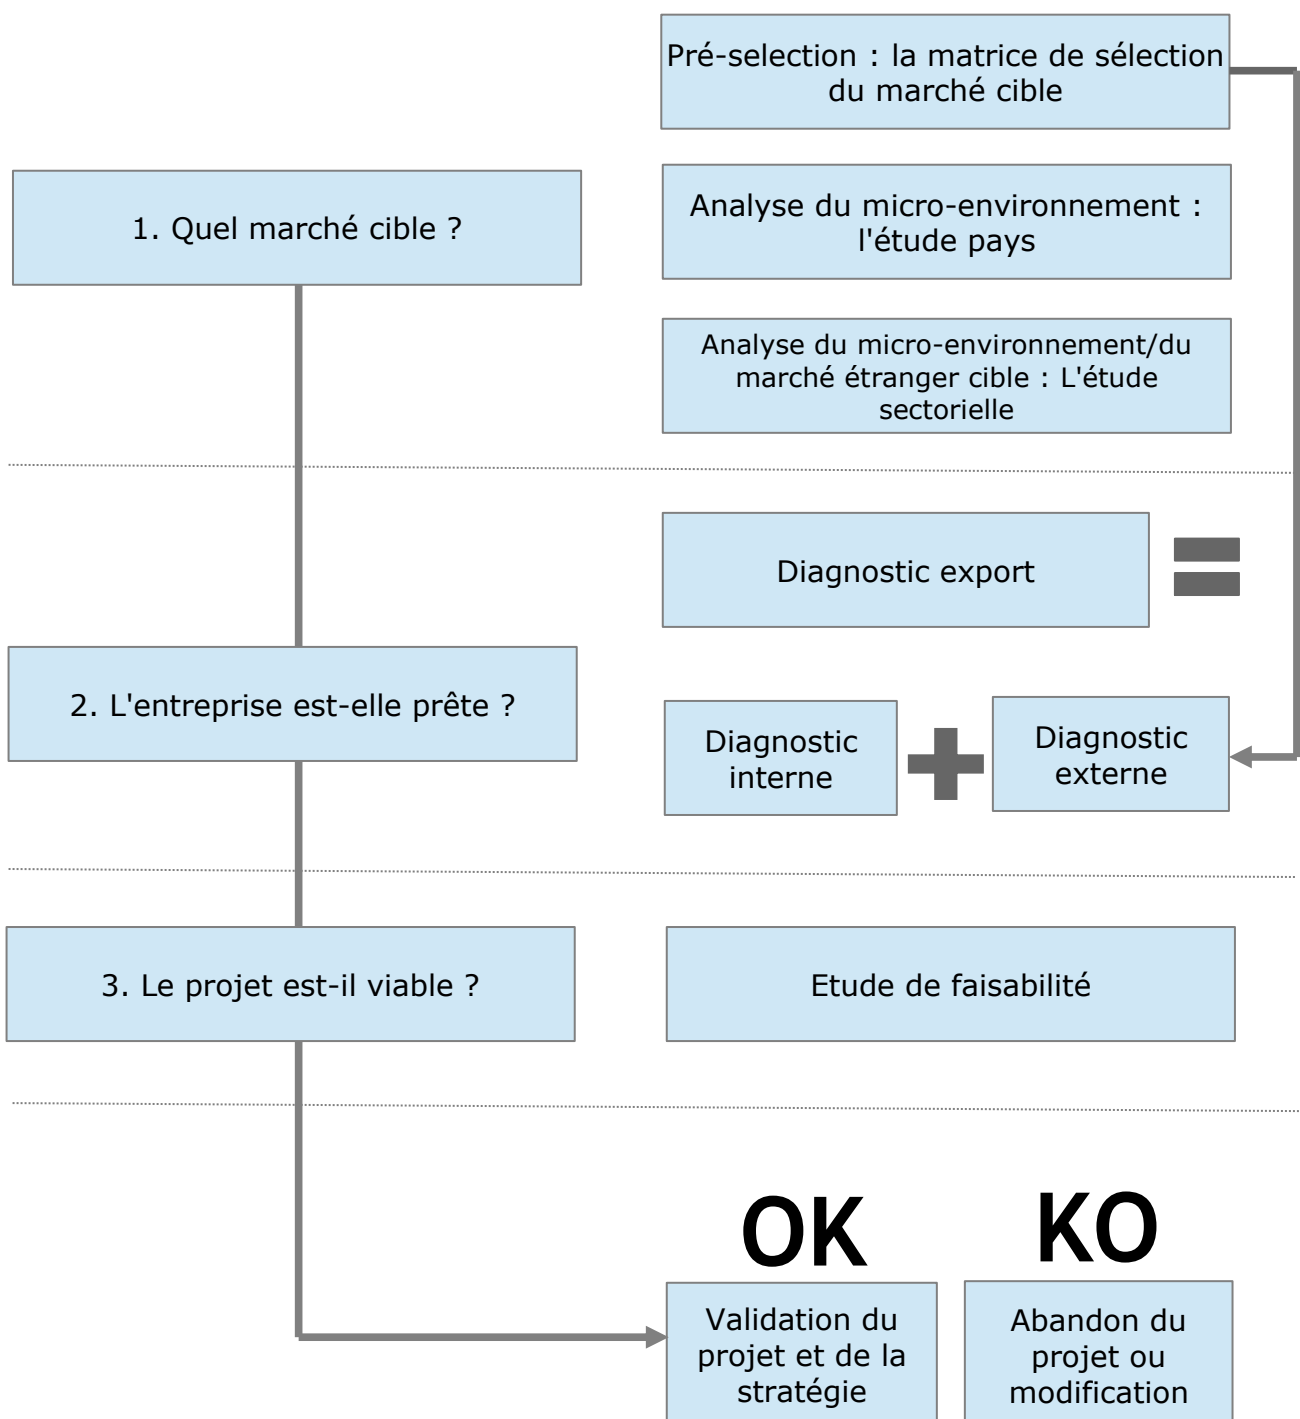 Pré-selection : la matrice de sélection
du marché cible
1. Quel marché cible ?
Analyse du micro-environnement :
l'étude pays
Analyse du micro-environnement/du
marché étranger cible : L'étude
sectorielle
Diagnostic export
2. L'entreprise est-elle prête ?
Diagnostic
interne
Diagnostic
externe
3. Le projet est-il viable ?
Etude de faisabilité
OK
KO
Validation du
projet et de la
stratégie
Abandon du
projet ou
modification